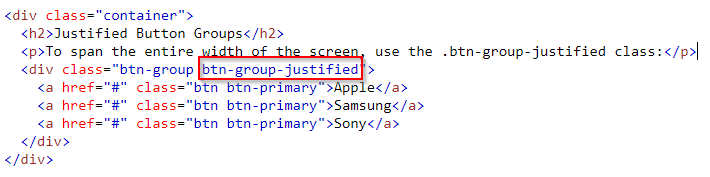 <div class="container">
<h2>Justified Button Groups</h2>
<p>To span the entire width of the screen, use the .btn-group-justified class:</p>
<div class="btn-group btn-group-justified">
<a href="#" class="btn btn-primary">Apple</a>
<a href="#" class="btn btn-primary">Samsung</a>
<a href="#" class="btn btn-primary">Sony</a>
</div>
</div>